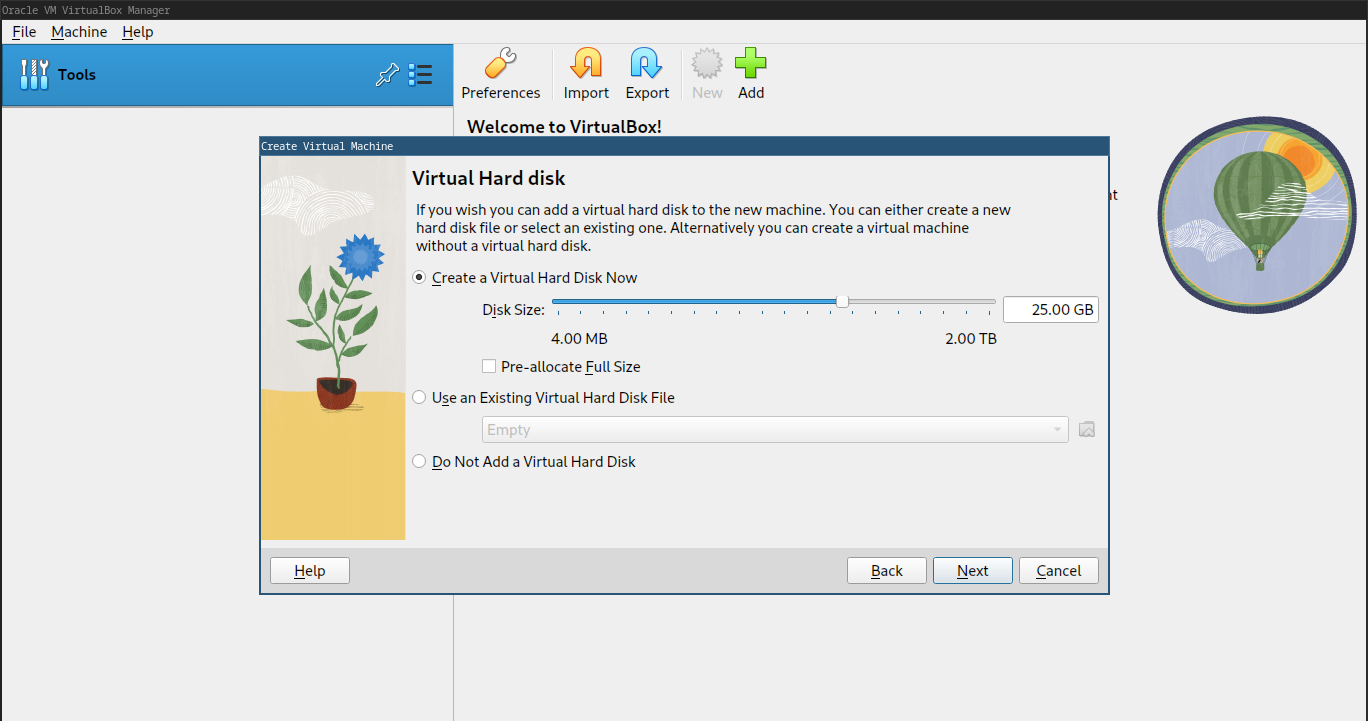 Oracle VM VirtualBox Manager
File Machine Help
Tools
Preferences Import Export New Add
Welcome to VirtualBox!
Create Virtual Machine
Virtual Hard disk
If you wish you can add a virtual hard disk to the new machine. You can either create a new
hard disk file or select an existing one. Alternatively you can create a virtual machine
without a virtual hard disk.
Create a Virtual Hard Disk Now
Disk Size: 25.00 GB
4.00 MB 2.00 TB
Pre-allocate Full Size
Use an Existing Virtual Hard Disk File
Empty
Do Not Add a Virtual Hard Disk
Help Back Next Cancel